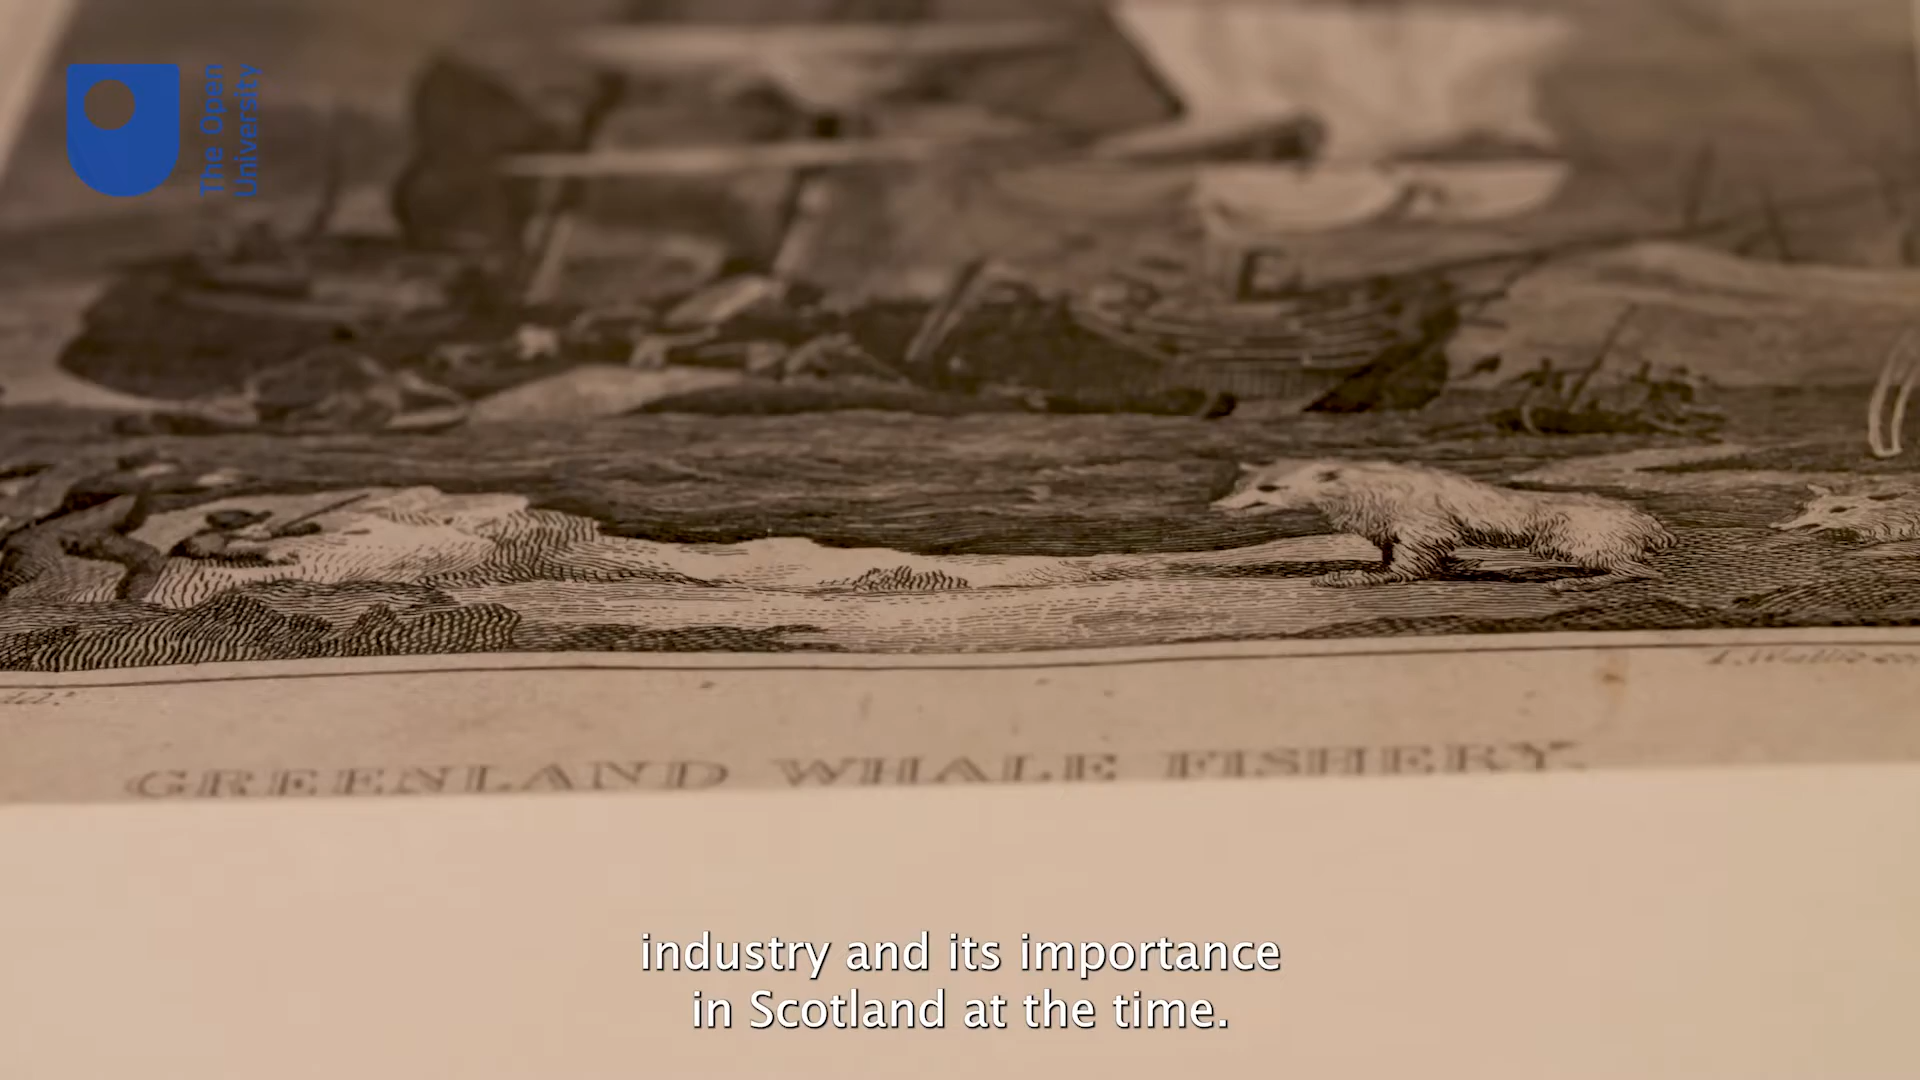 The Open
University
GREENLAND WHALE FISHERY.
industry and its importance
in Scotland at the time.